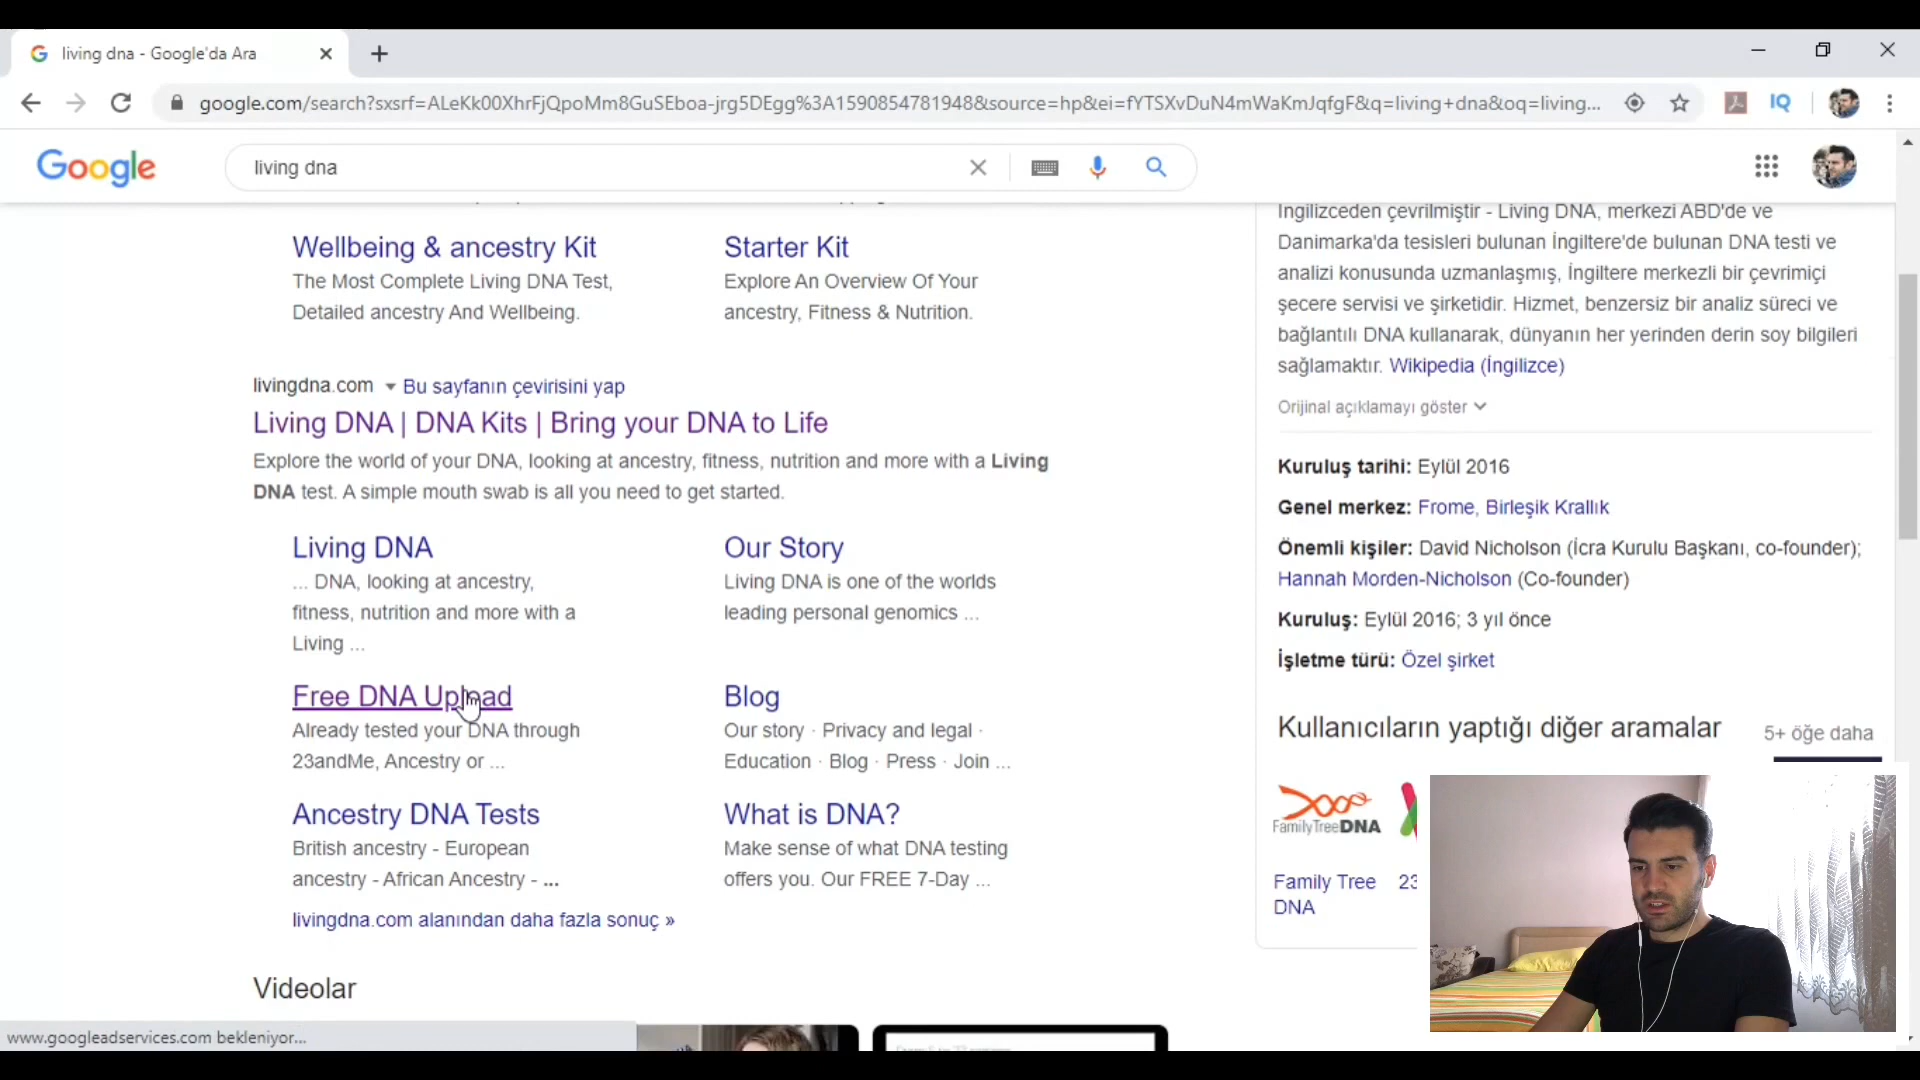 living dna - Google'da Ara
google.com/search?sxsrf=ALeKk00XhrFjQpoMm8GuSEboa-jrg5DEgg%3A1590854781948&source=hp&ei=fYTSXvDuN4mWaKmJqfgF&q=living+dna&oq=living...
IQ
Google
living dna
Wellbeing & ancestry Kit
The Most Complete Living DNA Test,
Detailed ancestry And Wellbeing.
Starter Kit
Explore An Overview Of Your
ancestry, Fitness & Nutrition.
livingdna.com Bu sayfanın çevirisini yap
Living DNA | DNA Kits | Bring your DNA to Life
Explore the world of your DNA, looking at ancestry, fitness, nutrition and more with a Living
DNA test. A simple mouth swab is all you need to get started.
Living DNA
... DNA, looking at ancestry,
fitness, nutrition and more with a
Living ...
Our Story
Living DNA is one of the worlds
leading personal genomics ...
Free DNA Upload
Already tested your DNA through
23andMe, Ancestry or ...
Blog
Our story · Privacy and legal ·
Education · Blog · Press · Join ...
Ancestry DNA Tests
British ancestry - European
ancestry - African Ancestry - ...
What is DNA?
Make sense of what DNA testing
offers you. Our FREE 7-Day ...
livingdna.com alanından daha fazla sonuç »
Videolar
www.googleadservices.com bekleniyor...
İngilizceden çevrilmiştir - Living DNA, merkezi ABD'de ve
Danimarka'da tesisleri bulunan İngiltere'de bulunan DNA testi ve
analizi konusunda uzmanlaşmış, İngiltere merkezli bir çevrimiçi
şecere servisi ve şirketidir. Hizmet, benzersiz bir analiz süreci ve
bağlantılı DNA kullanarak, dünyanın her yerinden derin soy bilgileri
sağlamaktır. Wikipedia (İngilizce)
Orijinal açıklamayı göster
Kuruluş tarihi: Eylül 2016
Genel merkez: Frome, Birleşik Krallık
Önemli kişiler: David Nicholson (İcra Kurulu Başkanı, co-founder);
Hannah Morden-Nicholson (Co-founder)
Kuruluş: Eylül 2016; 3 yıl önce
İşletme türü: Özel şirket
Kullanıcıların yaptığı diğer aramalar
5+ öğe daha
FamilyTreeDNA
Family Tree
DNA
23